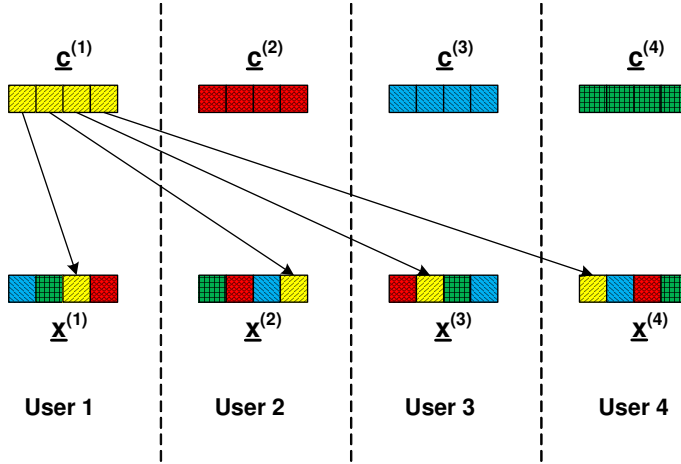 c^(1) c^(2) c^(3) c^(4)
x^(1) x^(2) x^(3) x^(4)
User 1 User 2 User 3 User 4